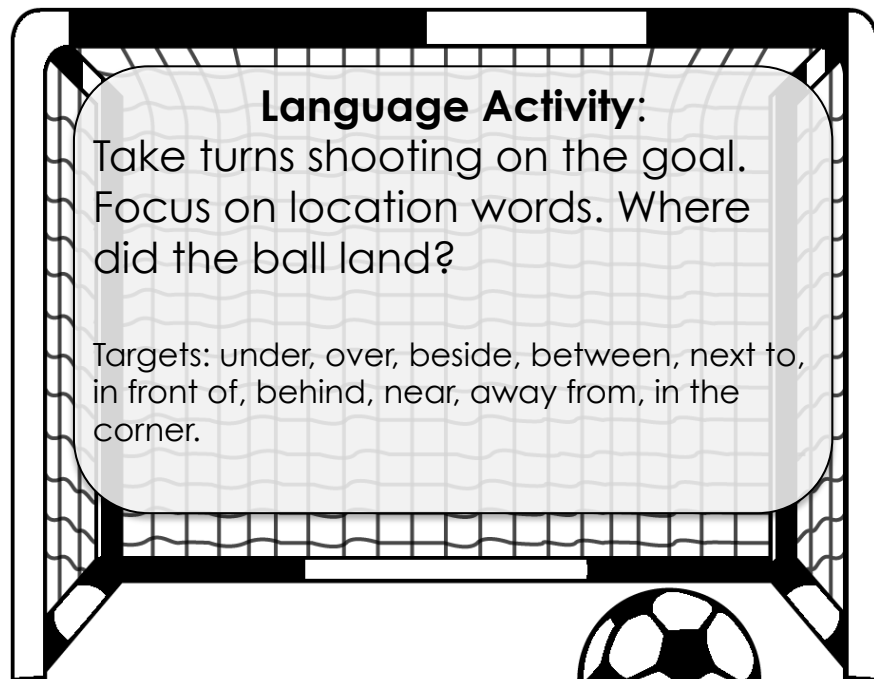 Language Activity:
Take turns shooting on the goal.
Focus on location words. Where
did the ball land?
Targets: under, over, beside, between, next to,
in front of, behind, near, away from, in the
corner.